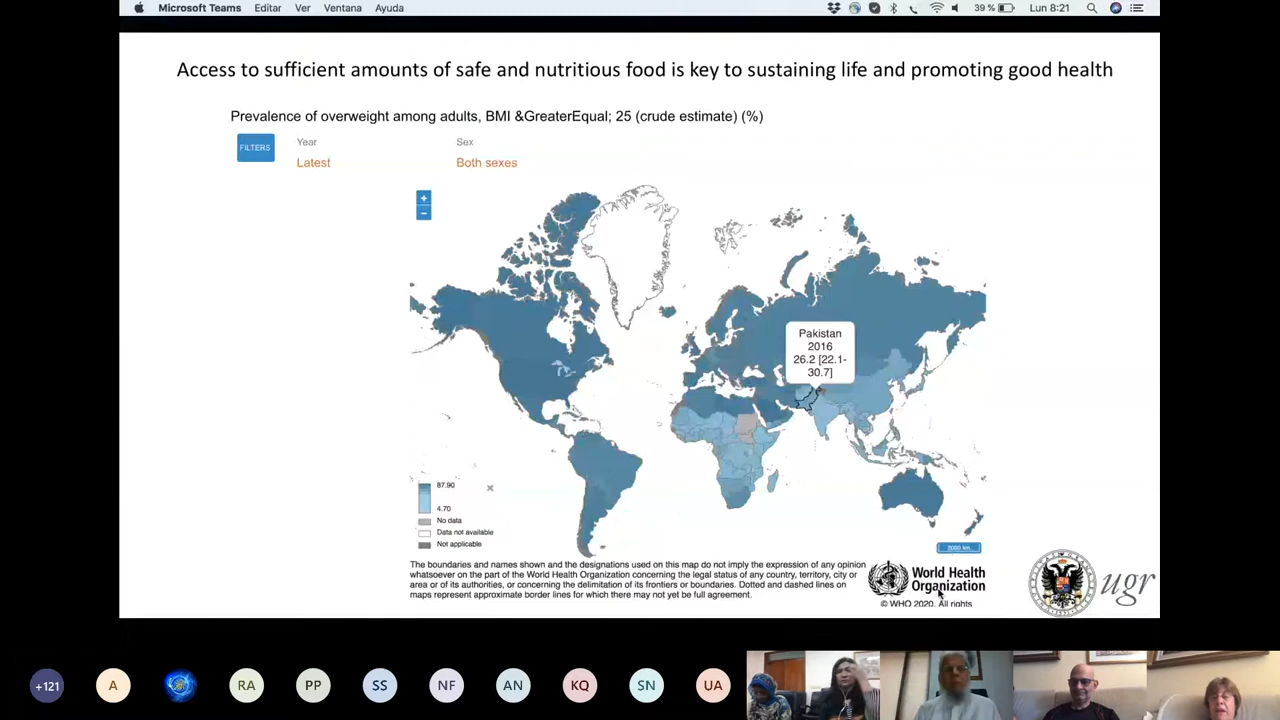 Microsoft Teams Editar Ver Ventana Ayuda 39 % Lun 8:21
Access to sufficient amounts of safe and nutritious food is key to sustaining life and promoting good health
Prevalence of overweight among adults, BMI &GreaterEqual; 25 (crude estimate) (%)
FILTERS
Year
Latest
Sex
Both sexes
+
−
Pakistan
2016
26.2 [22.1-
30.7]
87.90
4.70
No data
Data not available
Not applicable
2000 km
The boundaries and names shown and the designations used on this map do not imply the expression of any opinion
whatsoever on the part of the World Health Organization concerning the legal status of any country, territory, city or
area or of its authorities, or concerning the delimitation of its frontiers or boundaries. Dotted and dashed lines on
maps represent approximate border lines for which there may not yet be full agreement.
World Health
Organization
© WHO 2020. All rights
ugr
+121 A RA PP SS NF AN KQ SN UA